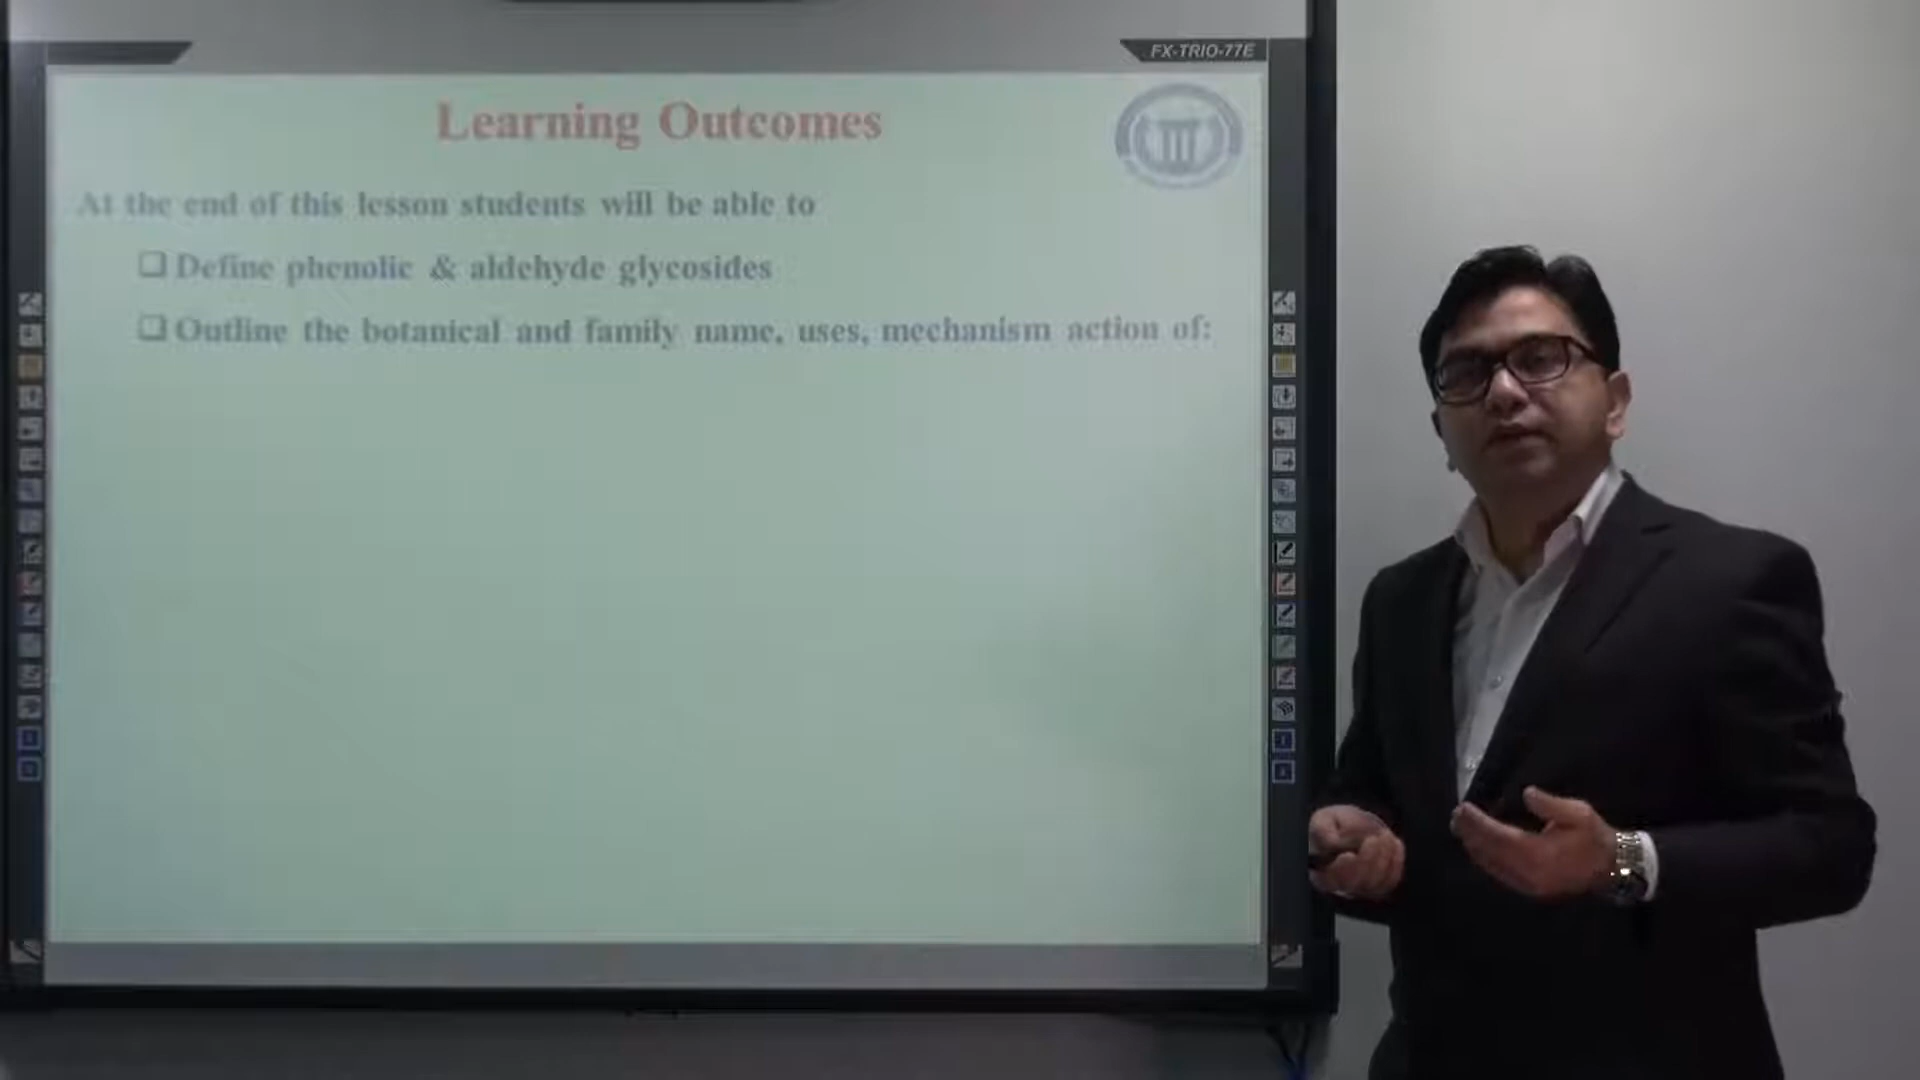 FX-TRIO-77E
Learning Outcomes
At the end of this lesson students will be able to
❑ Define phenolic & aldehyde glycosides
❑ Outline the botanical and family name, uses, mechanism action of: